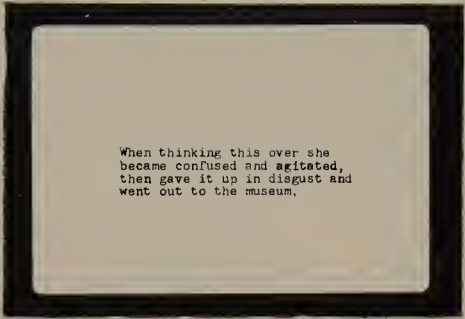 When thinking this over she
became confused and agitated,
then gave it up in disgust and
went out to the museum.